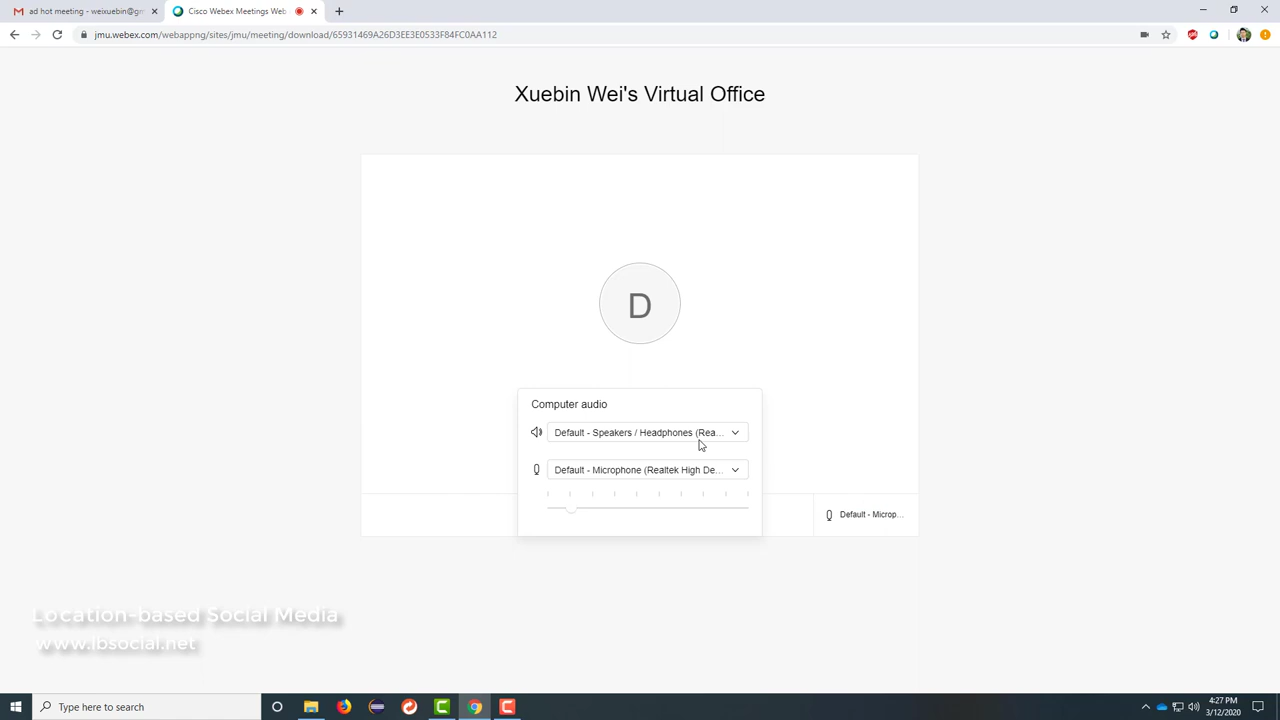 ad hot meeting - weixuebin@gr
Cisco Webex Meetings Web
jmu.webex.com/webappng/sites/jmu/meeting/download/65931469A26D3EE3E0533F84FC0AA112
Xuebin Wei's Virtual Office
D
Computer audio
Default - Speakers / Headphones (Rea...
Default - Microphone (Realtek High De...
Default - Microp...
Location-based Social Media
www.lbsocial.net
Type here to search
4:27 PM
3/12/2020